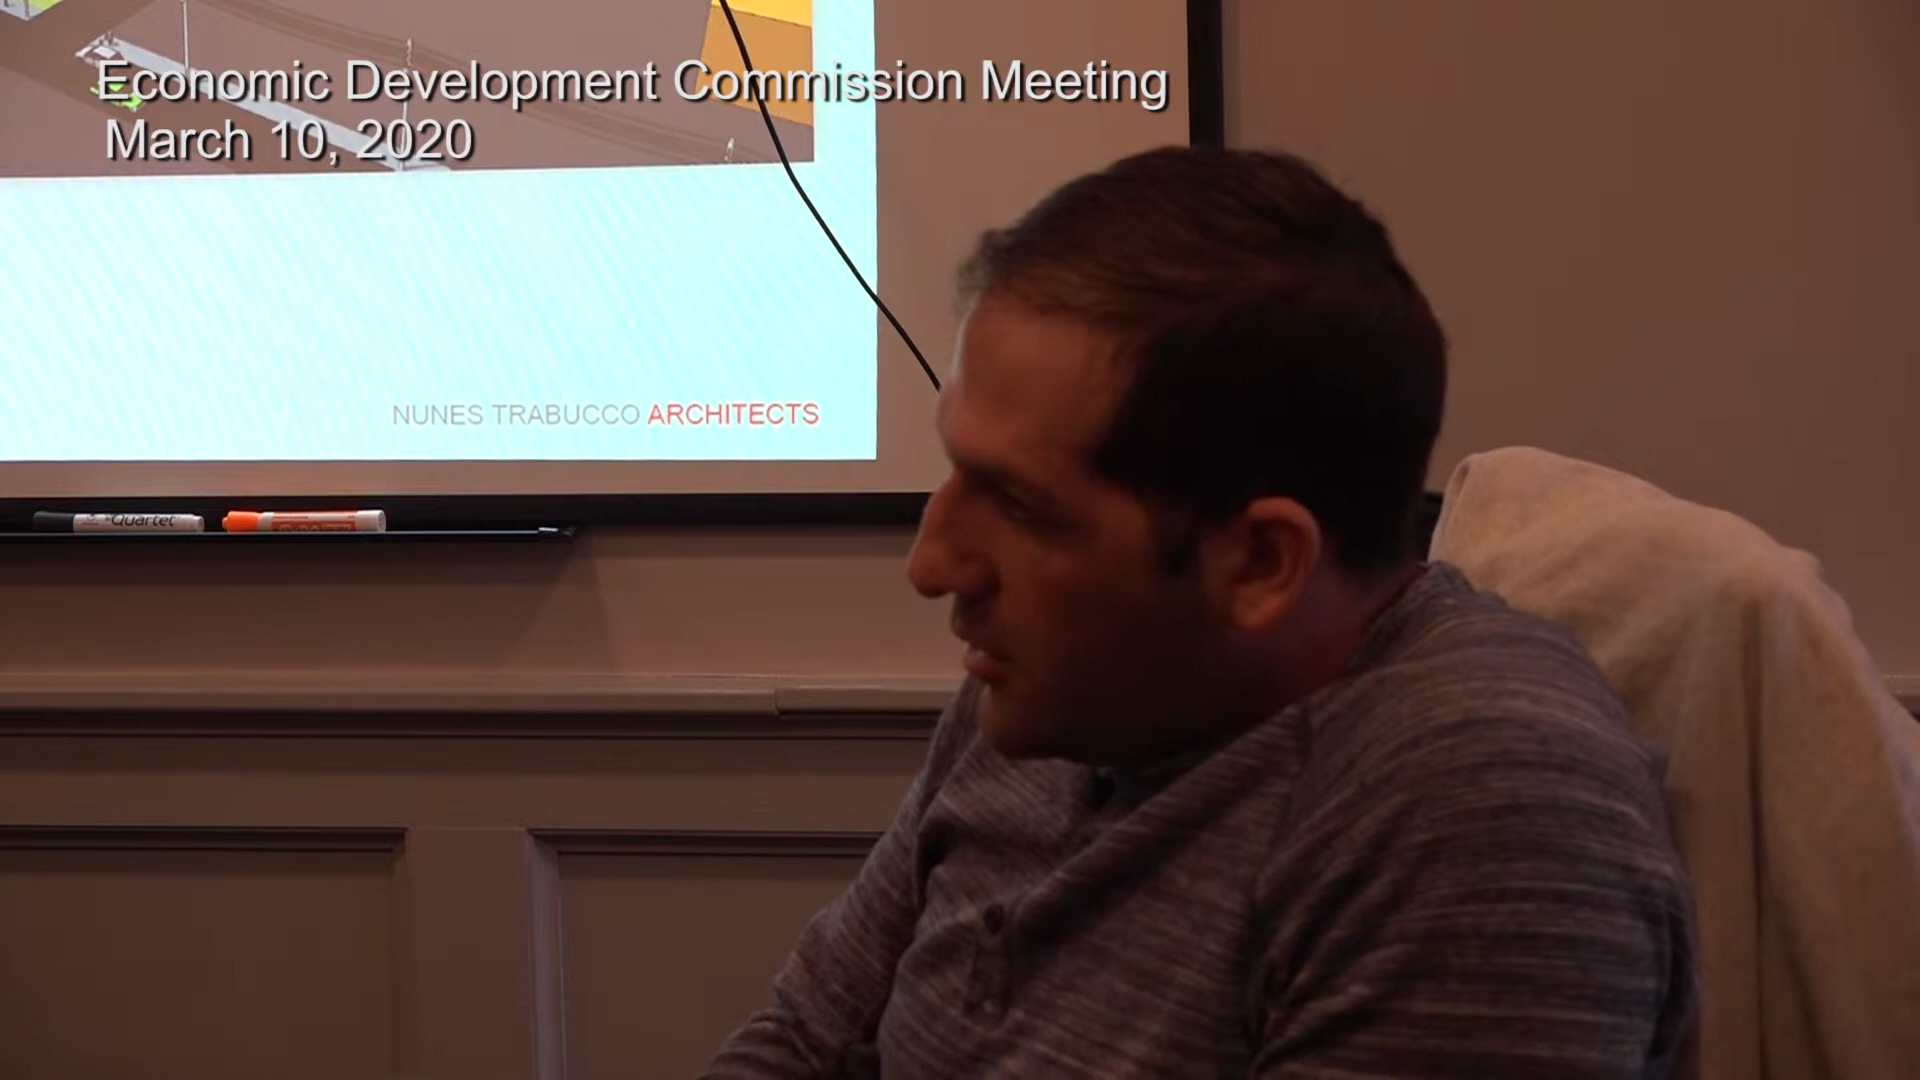 Economic Development Commission Meeting
March 10, 2020
NUNES TRABUCCO ARCHITECTS
Quartet